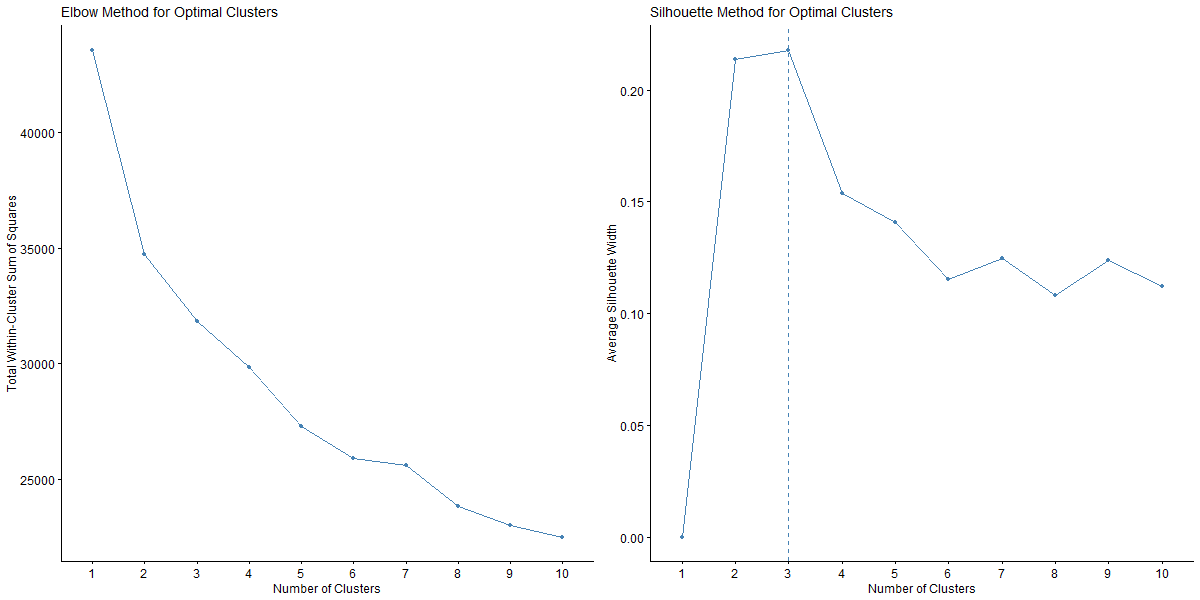 Elbow Method for Optimal Clusters
Total Within-Cluster Sum of Squares
40000
35000
30000
25000
1 2 3 4 5 6 7 8 9 10
Number of Clusters
Silhouette Method for Optimal Clusters
Average Silhouette Width
0.20
0.15
0.10
0.05
0.00
1 2 3 4 5 6 7 8 9 10
Number of Clusters